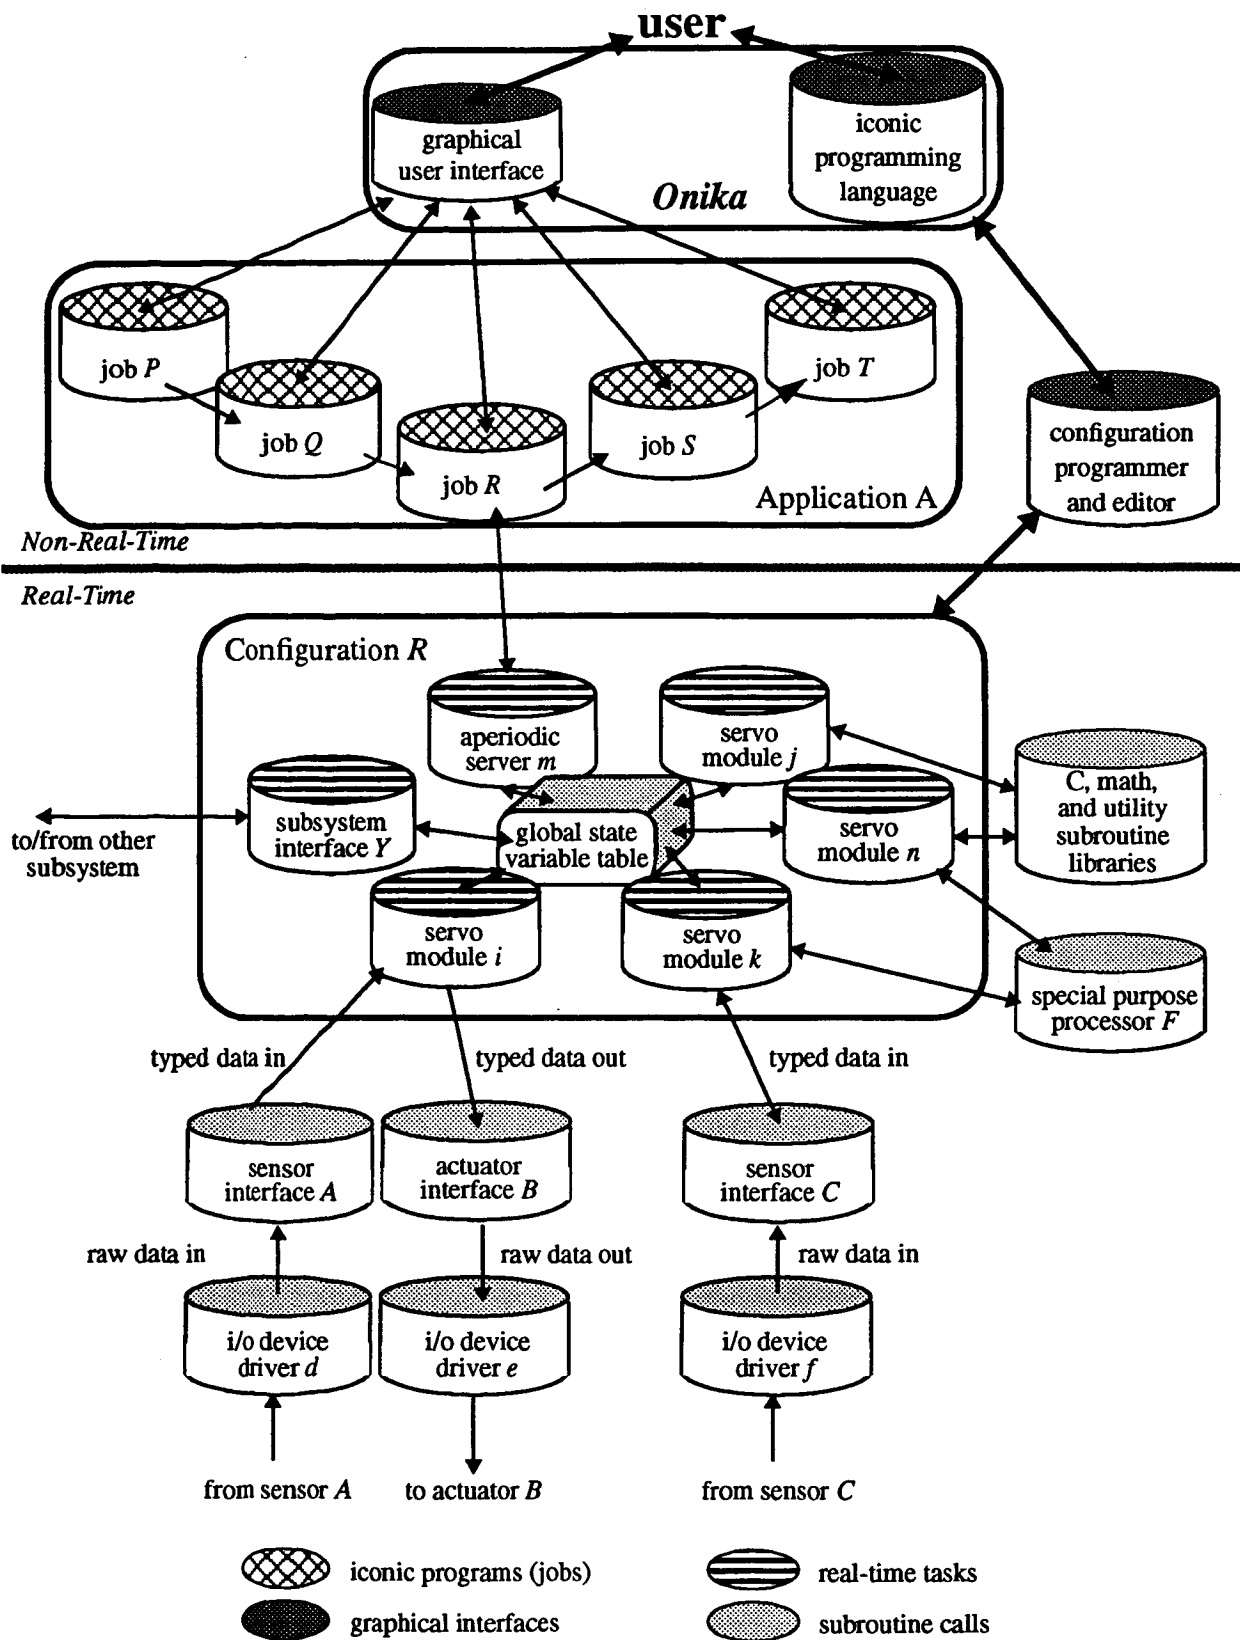 user
graphical
user interface
iconic
programming
language
Onika
job P
job Q
job R
job S
job T
Application A
configuration
programmer
and editor
Non-Real-Time
Real-Time
Configuration R
aperiodic
server m
servo
module j
subsystem
interface Y
global state
variable table
servo
module n
C, math,
and utility
subroutine
libraries
to/from other
subsystem
servo
module i
servo
module k
special purpose
processor F
typed data in
typed data out
typed data in
sensor
interface A
actuator
interface B
sensor
interface C
raw data in
raw data out
raw data in
i/o device
driver d
i/o device
driver e
i/o device
driver f
from sensor A
to actuator B
from sensor C
iconic programs (jobs)
real-time tasks
graphical interfaces
subroutine calls